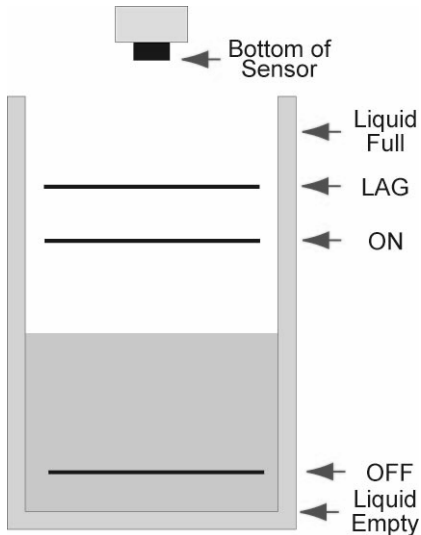 Bottom of
Sensor
Liquid
Full
LAG
ON
OFF
Liquid
Empty